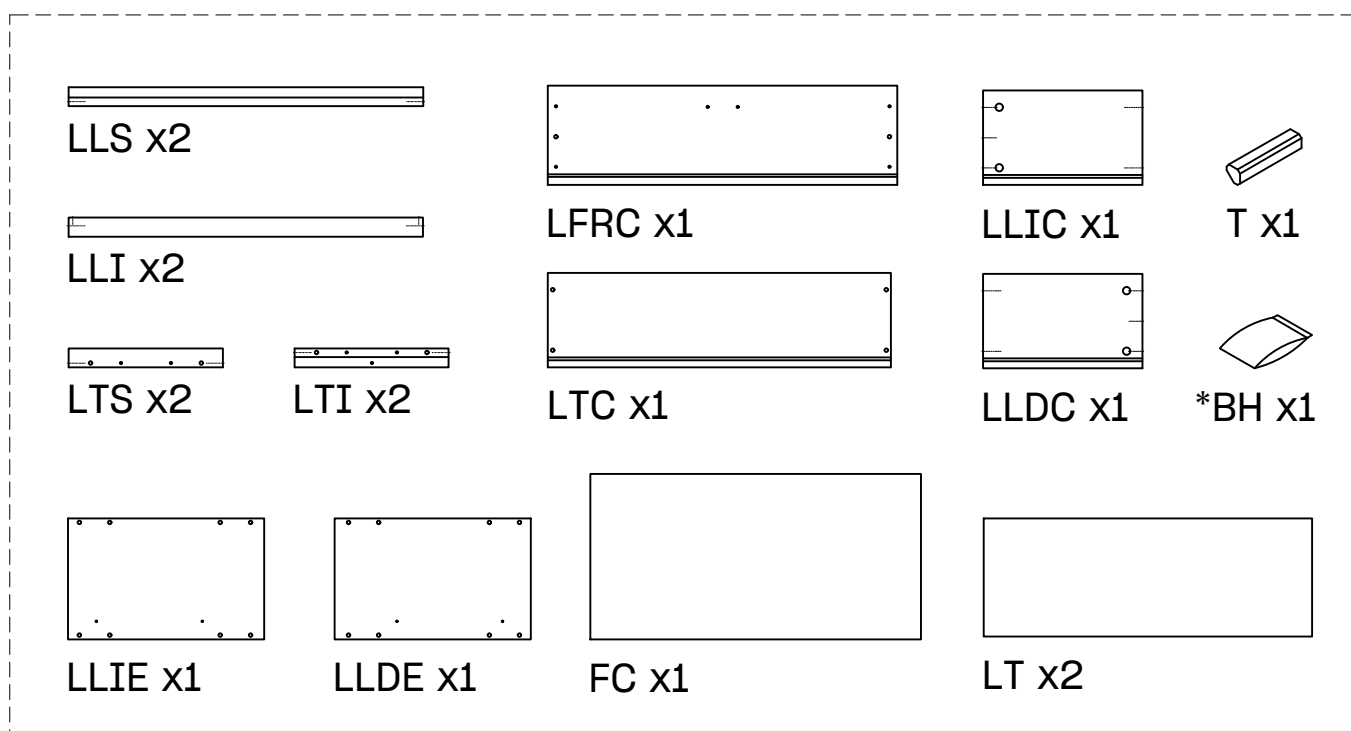 LLS x2
LFRC x1
LLIC x1
T x1
LLI x2
LTS x2
LTI x2
LTC x1
LLDC x1
*BH x1
LLIE x1
LLDE x1
FC x1
LT x2